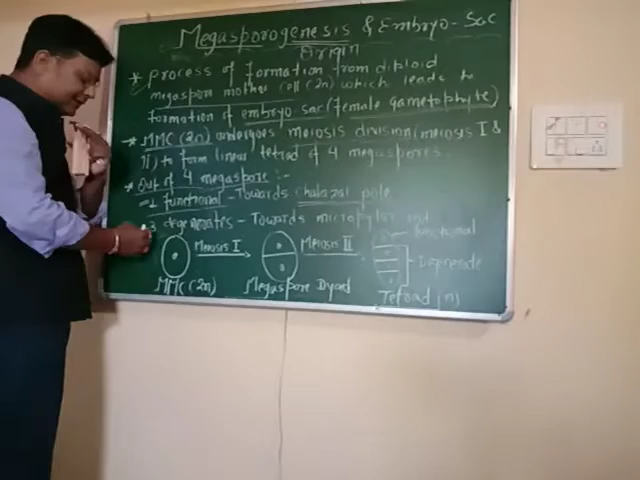 Megasporogenesis & Embryo-Sac
Origin
* Process of Formation from diploid
megaspore mother cell (2n) which leads to
formation of embryo sac (female gametophyte)
* MMC (2n) undergoes meiosis division (meiosis I &
II) to form linear tetrad of 4 megaspores.
* Out of 4 megaspore :-
= 1 functional - Towards chalazal pole
3 degenerates - Towards micropylar end
functional
Meiosis I Meiosis II
Degenerate
MMC (2n) Megaspore Dyad Tetrad (n)